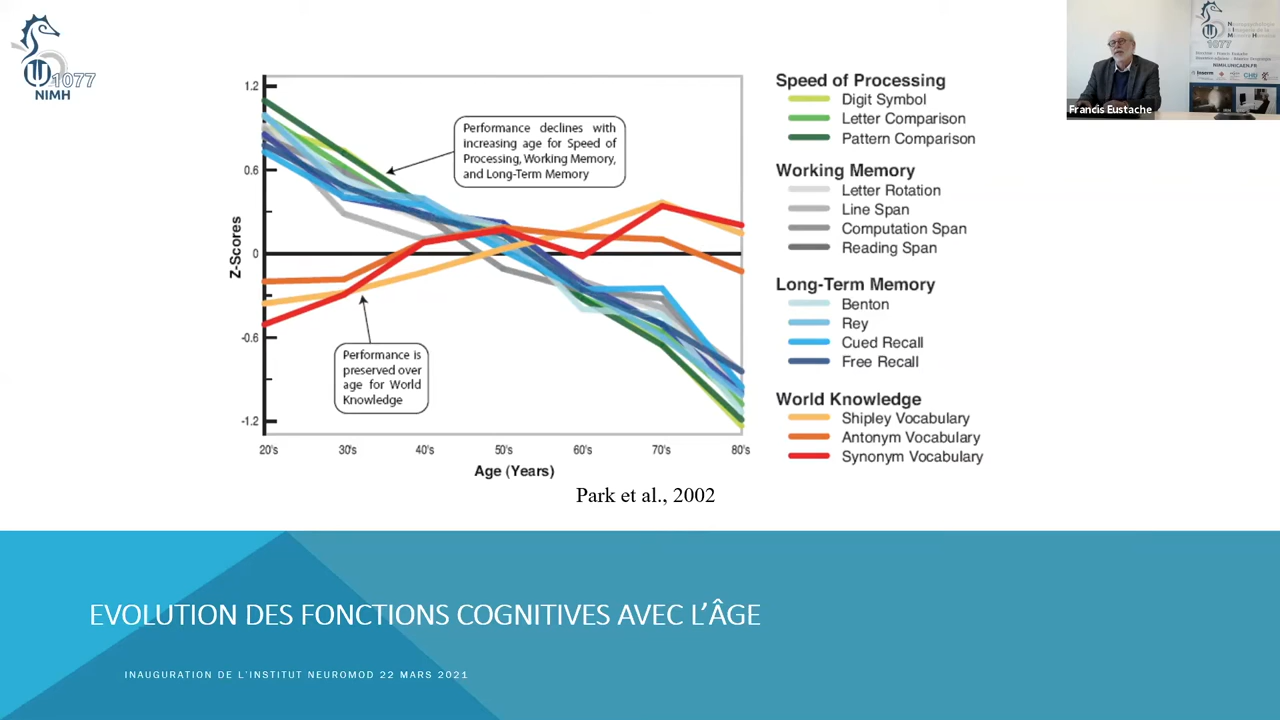 1077
NIMH
1.2
0.6
0
-0.6
-1.2
Z-Scores
20's 30's 40's 50's 60's 70's 80's
Age (Years)
Performance declines with
increasing age for Speed of
Processing, Working Memory,
and Long-Term Memory
Performance is
preserved over
age for World
Knowledge
Speed of Processing
Digit Symbol
Letter Comparison
Pattern Comparison
Working Memory
Letter Rotation
Line Span
Computation Span
Reading Span
Long-Term Memory
Benton
Rey
Cued Recall
Free Recall
World Knowledge
Shipley Vocabulary
Antonym Vocabulary
Synonym Vocabulary
Park et al., 2002
EVOLUTION DES FONCTIONS COGNITIVES AVEC L’ÂGE
INAUGURATION DE L'INSTITUT NEUROMOD 22 MARS 2021
1077
NIMH.UNICAEN.FR
Inserm
Francis Eustache